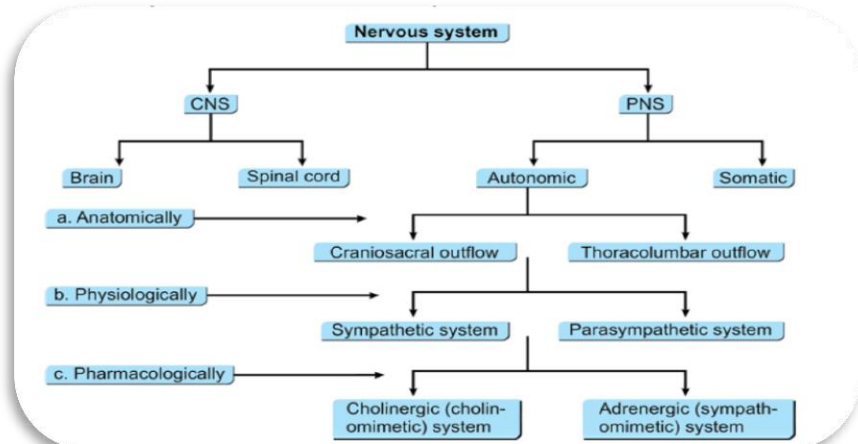 Nervous system
CNS
PNS
Brain
Spinal cord
Autonomic
Somatic
a. Anatomically
Craniosacral outflow
Thoracolumbar outflow
b. Physiologically
Sympathetic system
Parasympathetic system
c. Pharmacologically
Cholinergic (cholin-
omimetic) system
Adrenergic (sympath-
omimetic) system